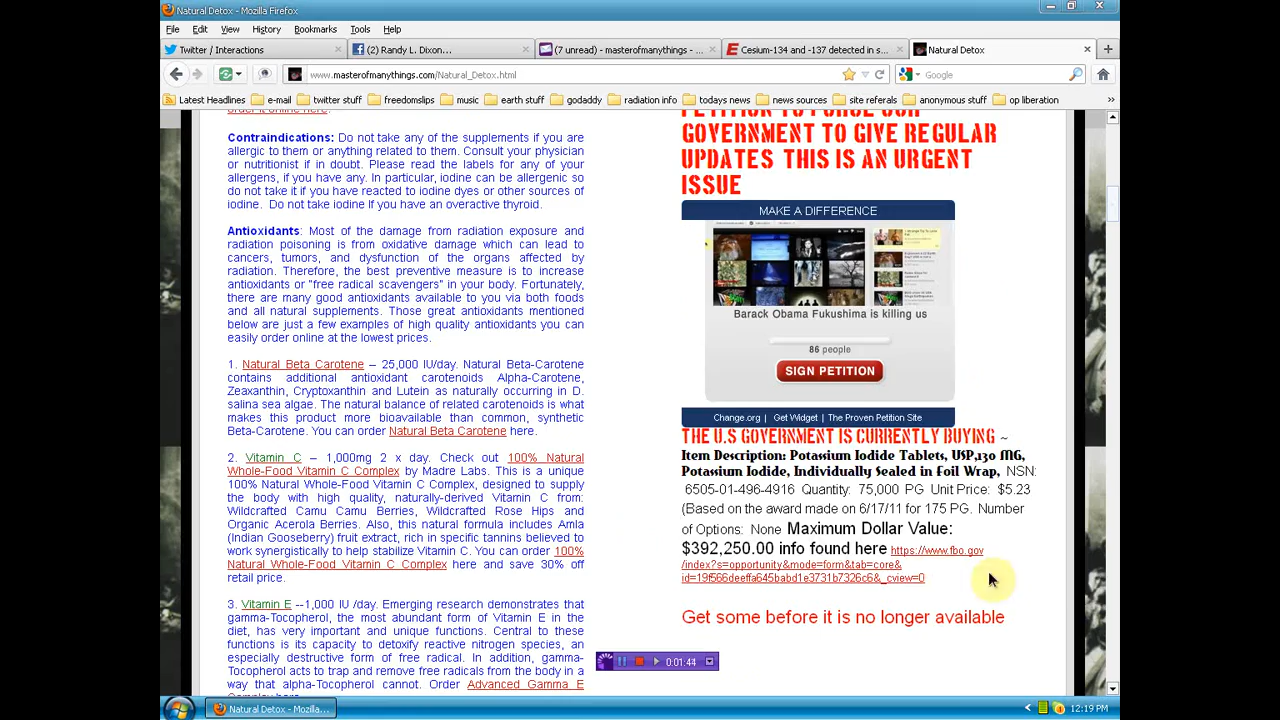 Natural Detox - Mozilla Firefox
File Edit View History Bookmarks Tools Help
Twitter / Interactions × (2) Randy L. Dixon... × (7 unread) - masterofmanythings - ... × Cesium-134 and -137 detected in s... × Natural Detox × +
www.masterofmanythings.com/Natural_Detox.html Google
Latest Headlines e-mail twitter stuff freedomslips music earth stuff godaddy radiation info todays news news sources site referals anonymous stuff op liberation »
order it online here.
Contraindications: Do not take any of the supplements if you are
allergic to them or anything related to them. Consult your physician
or nutritionist if in doubt. Please read the labels for any of your
allergens, if you have any. In particular, iodine can be allergenic so
do not take it if you have reacted to iodine dyes or other sources of
iodine. Do not take iodine If you have an overactive thyroid.
Antioxidants: Most of the damage from radiation exposure and
radiation poisoning is from oxidative damage which can lead to
cancers, tumors, and dysfunction of the organs affected by
radiation. Therefore, the best preventive measure is to increase
antioxidants or "free radical scavengers" in your body. Fortunately,
there are many good antioxidants available to you via both foods
and all natural supplements. Those great antioxidants mentioned
below are just a few examples of high quality antioxidants you can
easily order online at the lowest prices.
1. Natural Beta Carotene – 25,000 IU/day. Natural Beta-Carotene
contains additional antioxidant carotenoids Alpha-Carotene,
Zeaxanthin, Cryptoxanthin and Lutein as naturally occurring in D.
salina sea algae. The natural balance of related carotenoids is what
makes this product more bioavailable than common, synthetic
Beta-Carotene. You can order Natural Beta Carotene here.
2. Vitamin C – 1,000mg 2 x day. Check out 100% Natural
Whole-Food Vitamin C Complex by Madre Labs. This is a unique
100% Natural Whole-Food Vitamin C Complex, designed to supply
the body with high quality, naturally-derived Vitamin C from:
Wildcrafted Camu Camu Berries, Wildcrafted Rose Hips and
Organic Acerola Berries. Also, this natural formula includes Amla
(Indian Gooseberry) fruit extract, rich in specific tannins believed to
work synergistically to help stabilize Vitamin C. You can order 100%
Natural Whole-Food Vitamin C Complex here and save 30% off
retail price.
3. Vitamin E --1,000 IU /day. Emerging research demonstrates that
gamma-Tocopherol, the most abundant form of Vitamin E in the
diet, has very important and unique functions. Central to these
functions is its capacity to detoxify reactive nitrogen species, an
especially destructive form of free radical. In addition, gamma-
Tocopherol acts to trap and remove free radicals from the body in a
way that alpha-Tocopherol cannot. Order Advanced Gamma E
GOVERNMENT TO GIVE REGULAR
UPDATES THIS IS AN URGENT
ISSUE
MAKE A DIFFERENCE
Barack Obama Fukushima is killing us
86 people
SIGN PETITION
Change.org | Get Widget | The Proven Petition Site
THE U.S GOVERNMENT IS CURRENTLY BUYING ~
Item Description: Potassium Iodide Tablets, USP,130 MG,
Potassium Iodide, Individually Sealed in Foil Wrap, NSN:
6505-01-496-4916 Quantity: 75,000 PG Unit Price: $5.23
(Based on the award made on 6/17/11 for 175 PG. Number
of Options: None Maximum Dollar Value:
$392,250.00 info found here https://www.fbo.gov
/index?s=opportunity&mode=form&tab=core&
id=19f566deeffa645babd1e3731b7326c6&_cview=0
Get some before it is no longer available
0:01:44
Natural Detox - Mozilla... 12:19 PM